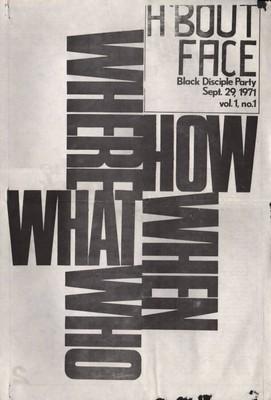 H'BOUT
FACE
Black Disciple Party
Sept. 29, 1971
vol. 1, no. 1
WHERE
HOW
WHAT
WHEN
WHO